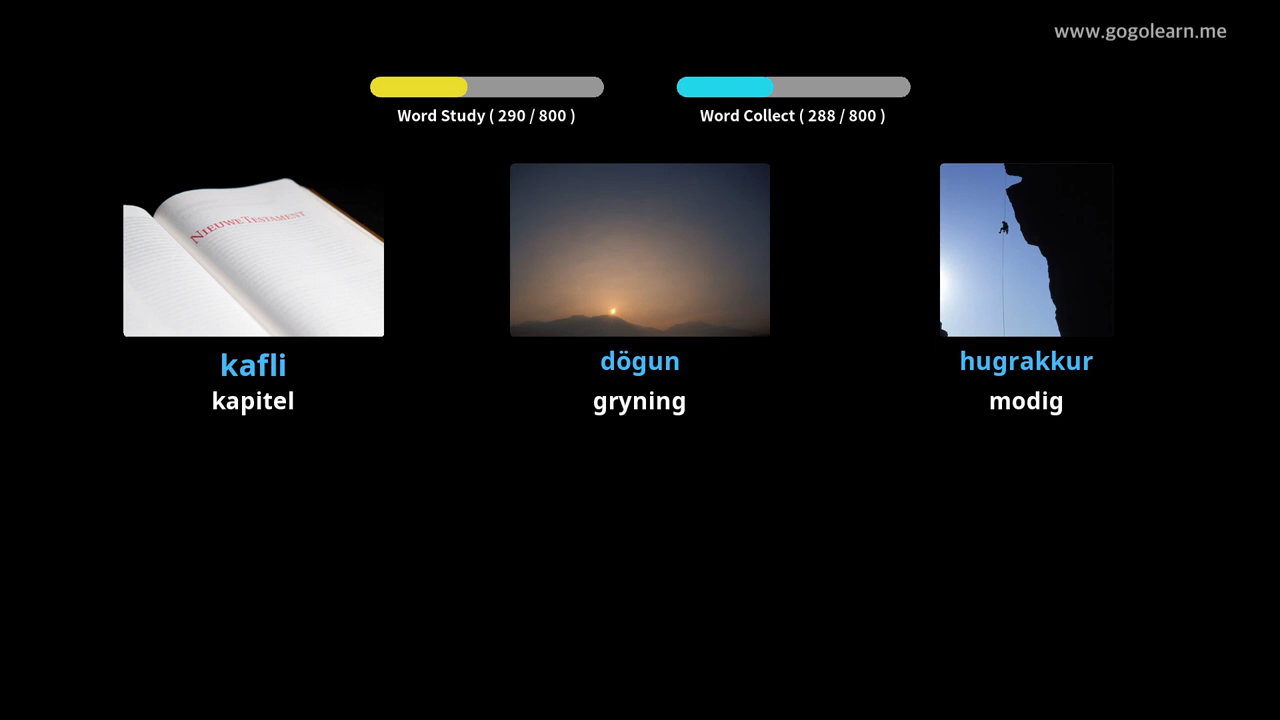 www.gogolearn.me
Word Study ( 290 / 800 )
Word Collect ( 288 / 800 )
NIEUWE TESTAMENT
kafli
kapitel
dögun
gryning
hugrakkur
modig